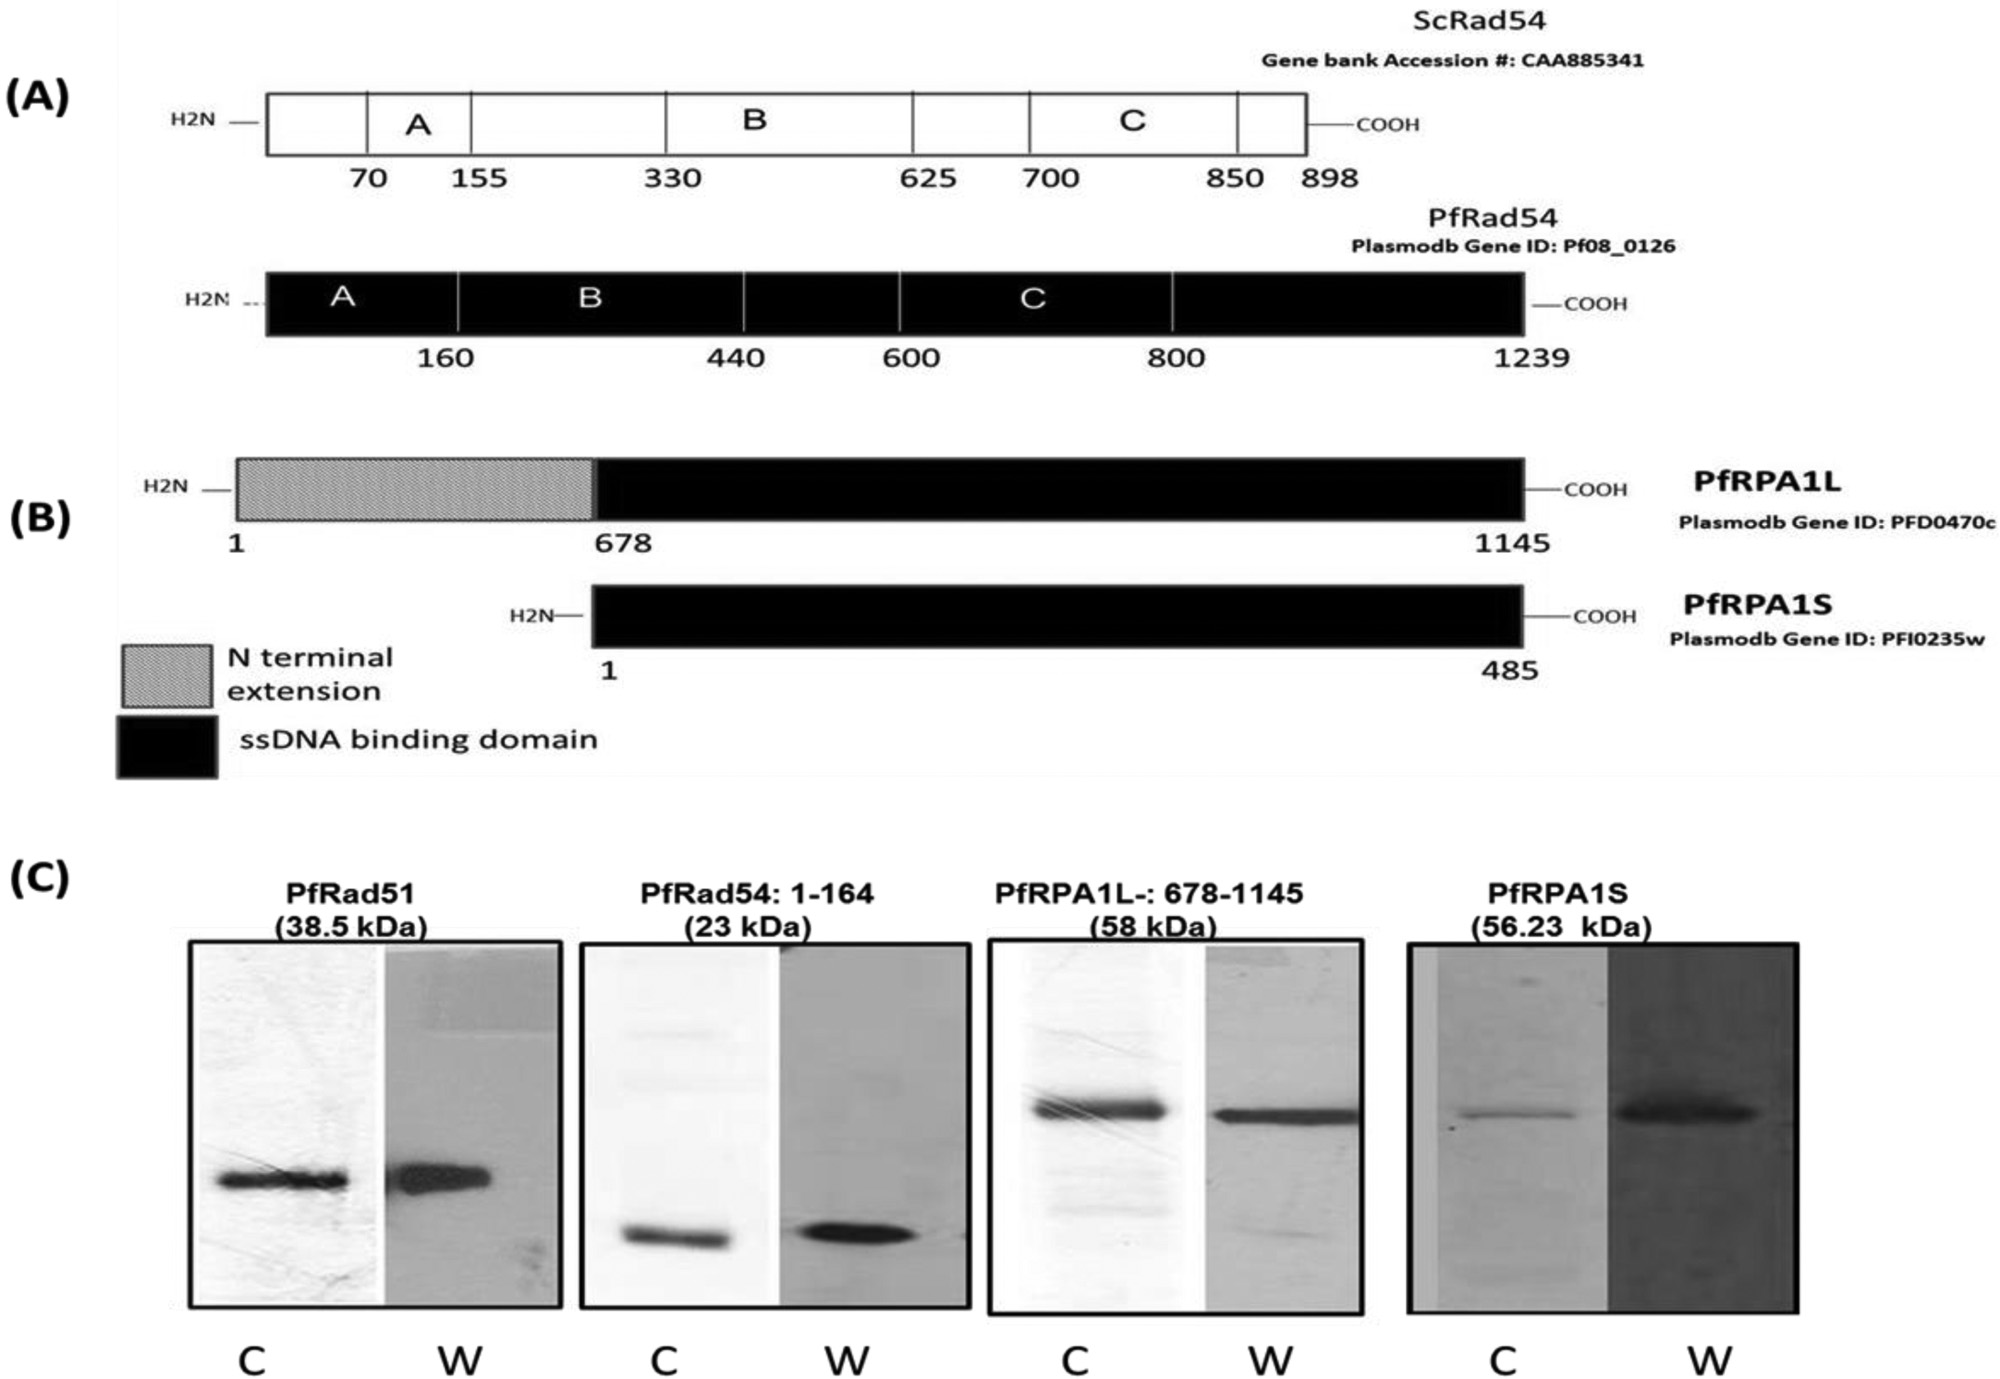 ScRad54
Gene bank Accession #: CAA885341
(A)
H2N
A
B
C
COOH
70 155 330 625 700 850 898
PfRad54
Plasmodb Gene ID: Pf08_0126
H2N
A
B
C
COOH
160 440 600 800 1239
(B)
H2N
COOH
PfRPA1L
Plasmodb Gene ID: PFD0470c
1 678 1145
H2N
COOH
PfRPA1S
Plasmodb Gene ID: PFI0235w
1 485
N terminal
extension
ssDNA binding domain
(C)
PfRad51
(38.5 kDa)
PfRad54: 1-164
(23 kDa)
PfRPA1L-: 678-1145
(58 kDa)
PfRPA1S
(56.23 kDa)
C W C W C W C W